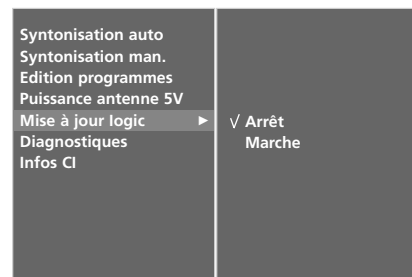 Syntonisation auto
Syntonisation man.
Edition programmes
Puissance antenne 5V
Mise à jour logic ►
Diagnostiques
Infos CI
√ Arrêt
Marche